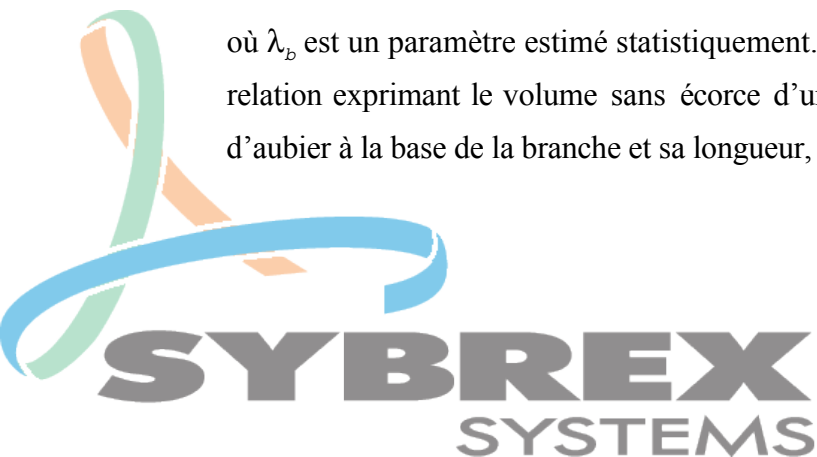 où λ_b est un paramètre estimé statistiquement.
relation exprimant le volume sans écorce d'u
d'aubier à la base de la branche et sa longueur,
SYBREX
SYSTEMS